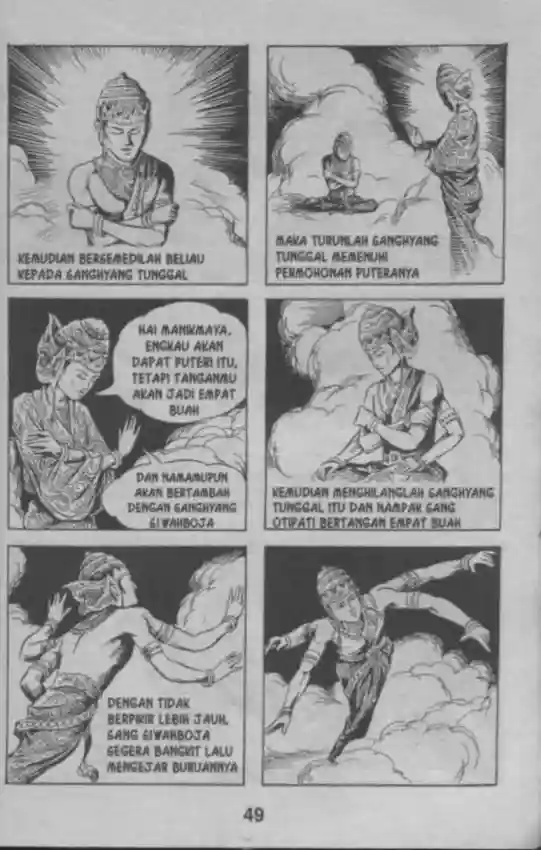 KEMUDIAN BERSEMEDILAH BELIAU
KEPADA SANGHYANG TUNGGAL
MAKA TURUNLAH SANGHYANG
TUNGGAL MEMENUHI
PERMOHONAN PUTERANYA
HAI MANIKMAYA,
ENGKAU AKAN
DAPAT PUTERI ITU,
TETAPI TANGANMU
AKAN JADI EMPAT
BUAH
DAN NAMAMUPUN
AKAN BERTAMBAH
DENGAN SANGHYANG
SIWAHBOJA
KEMUDIAN MENGHILANGLAH SANGHYANG
TUNGGAL ITU DAN NAMPAK SANG
OTIPATI BERTANGAN EMPAT BUAH
DENGAN TIDAK
BERPIKIR LEBIH JAUH,
SANG SIWAHBOJA
SEGERA BANGKIT LALU
MENGEJAR BURUANNYA
49